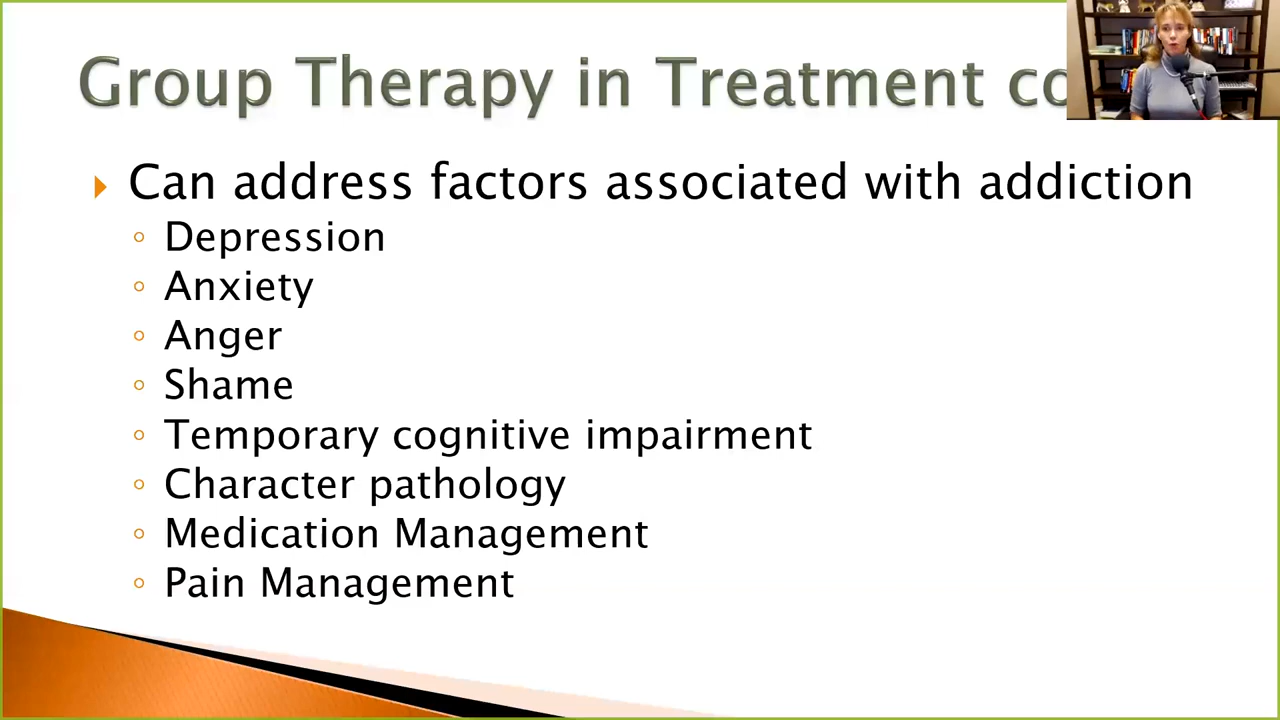 Group Therapy in Treatment co
Can address factors associated with addiction
Depression
Anxiety
Anger
Shame
Temporary cognitive impairment
Character pathology
Medication Management
Pain Management